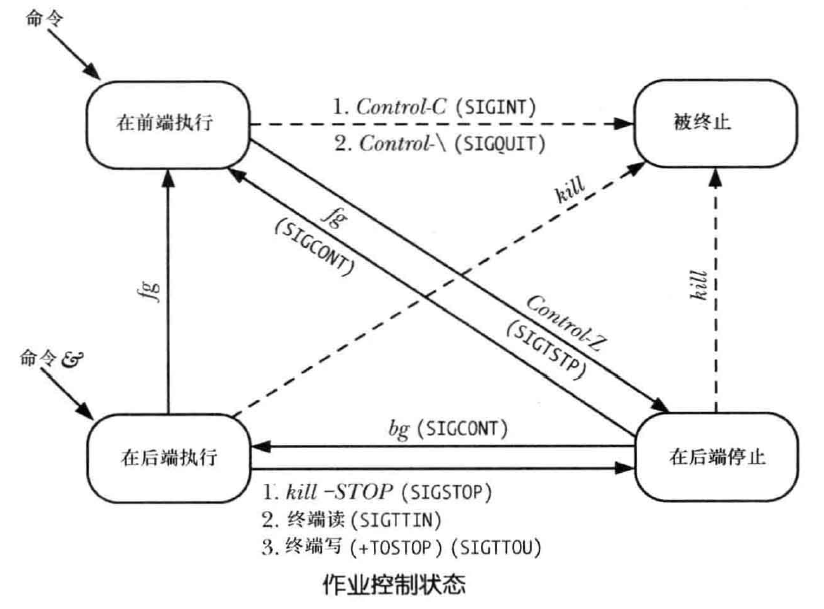 命令
在前端执行
1. Control-C (SIGINT)
2. Control-\ (SIGQUIT)
被终止
kill
fg
(SIGCONT)
fg
kill
Control-Z
(SIGTSTP)
命令&
在后端执行
bg (SIGCONT)
在后端停止
1. kill -STOP (SIGSTOP)
2. 终端读 (SIGTTIN)
3. 终端写 (+TOSTOP) (SIGTTOU)
作业控制状态